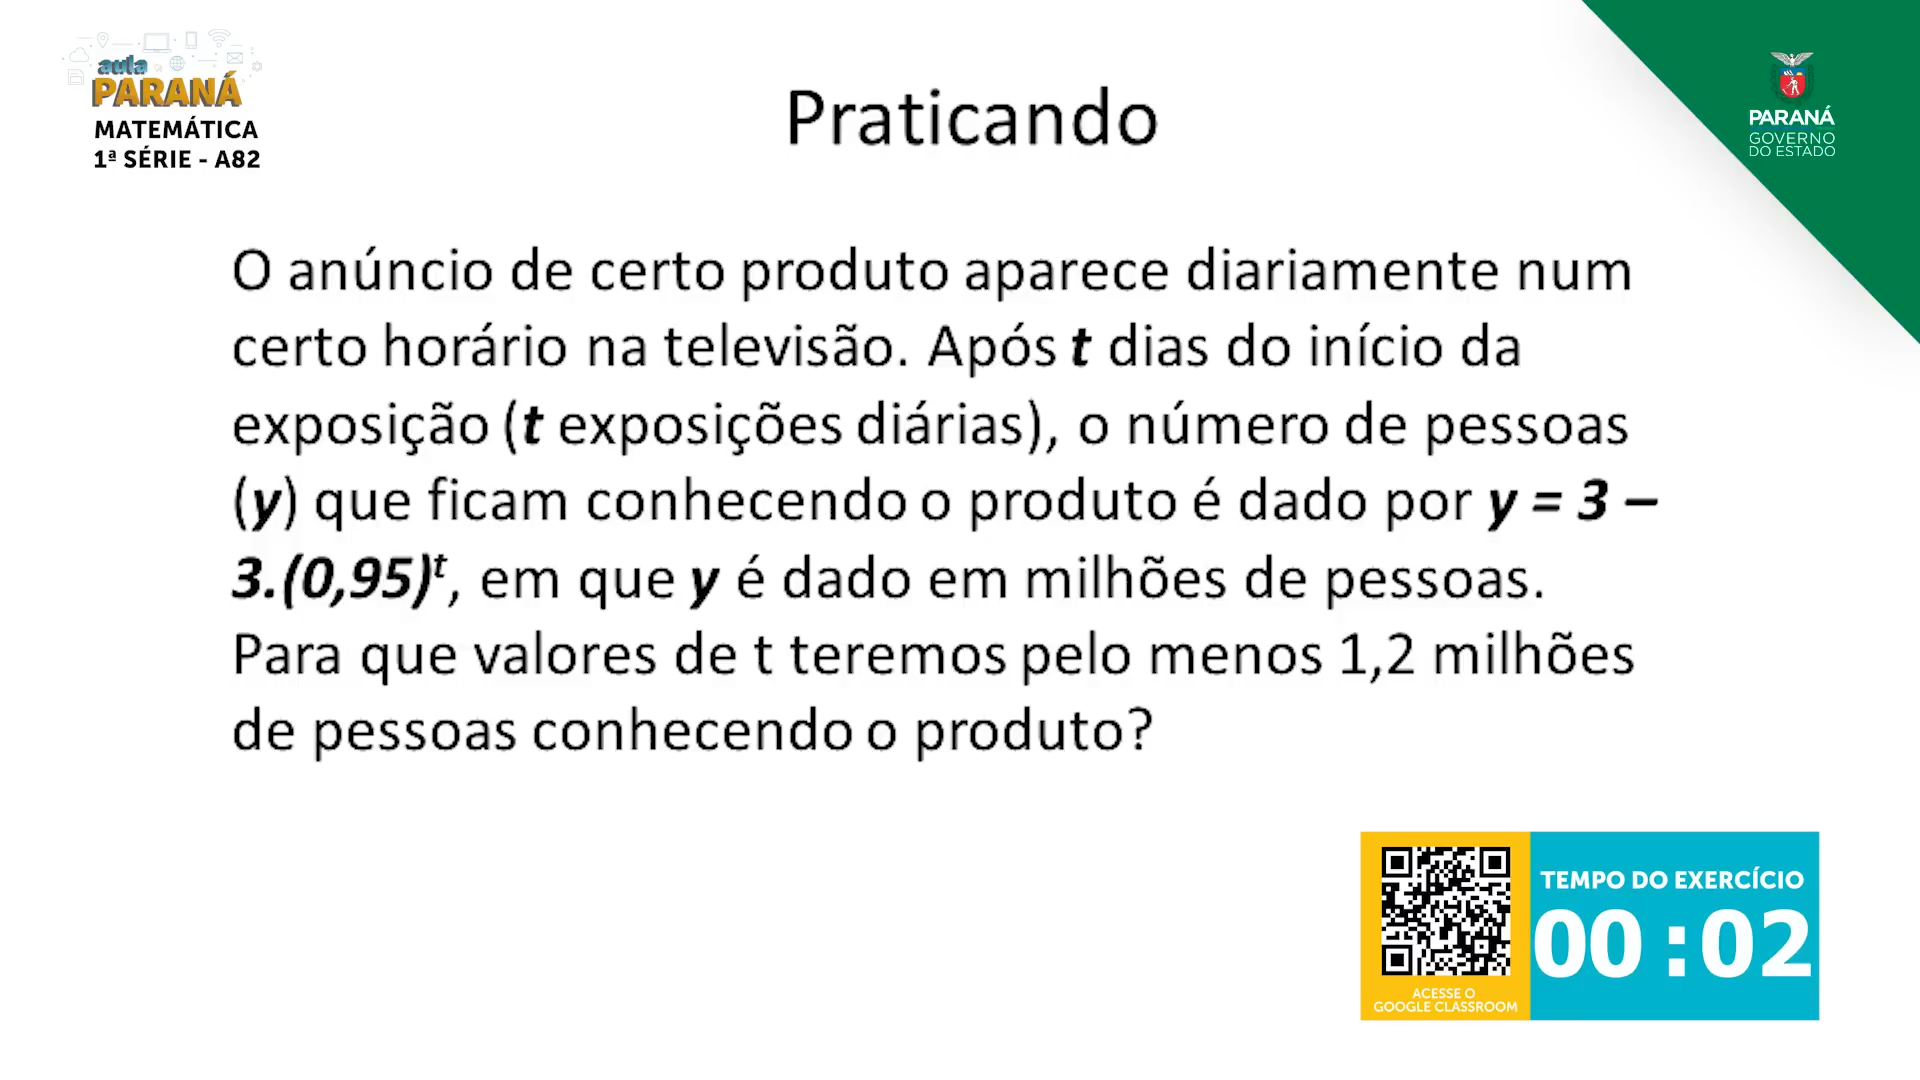 aula
PARANÁ
MATEMÁTICA
1ª SÉRIE - A82
Praticando
PARANÁ
GOVERNO
DO ESTADO
O anúncio de certo produto aparece diariamente num
certo horário na televisão. Após t dias do início da
exposição (t exposições diárias), o número de pessoas
(y) que ficam conhecendo o produto é dado por y = 3 –
3.(0,95)ᵗ, em que y é dado em milhões de pessoas.
Para que valores de t teremos pelo menos 1,2 milhões
de pessoas conhecendo o produto?
TEMPO DO EXERCÍCIO
00:02
ACESSE O
GOOGLE CLASSROOM